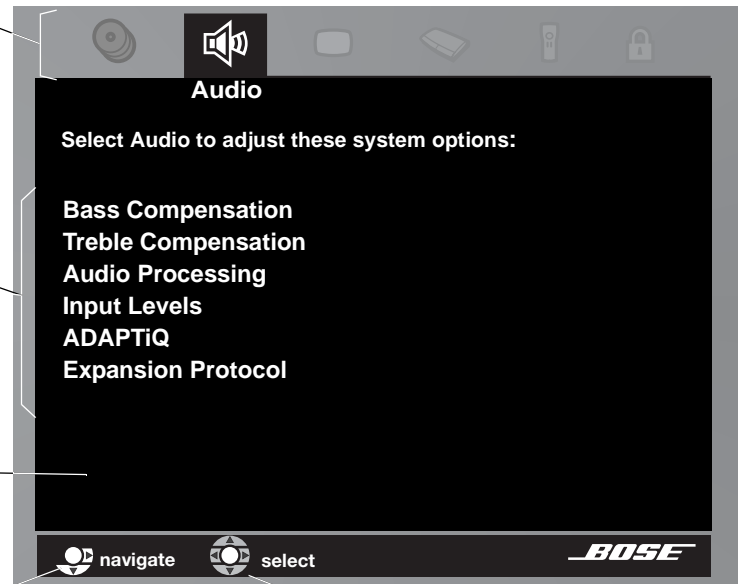 Audio
Select Audio to adjust these system options:
Bass Compensation
Treble Compensation
Audio Processing
Input Levels
ADAPTiQ
Expansion Protocol
navigate select BOSE